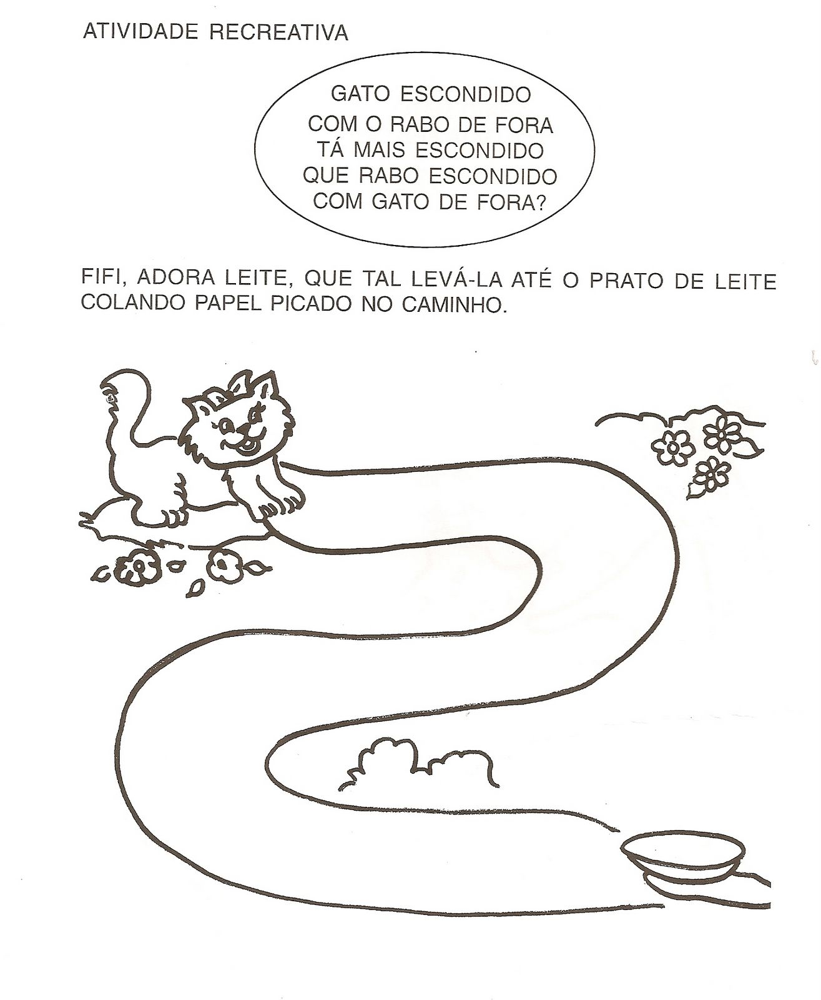 ATIVIDADE RECREATIVA
GATO ESCONDIDO
COM O RABO DE FORA
TÁ MAIS ESCONDIDO
QUE RABO ESCONDIDO
COM GATO DE FORA?
FIFI, ADORA LEITE, QUE TAL LEVÁ-LA ATÉ O PRATO DE LEITE
COLANDO PAPEL PICADO NO CAMINHO.